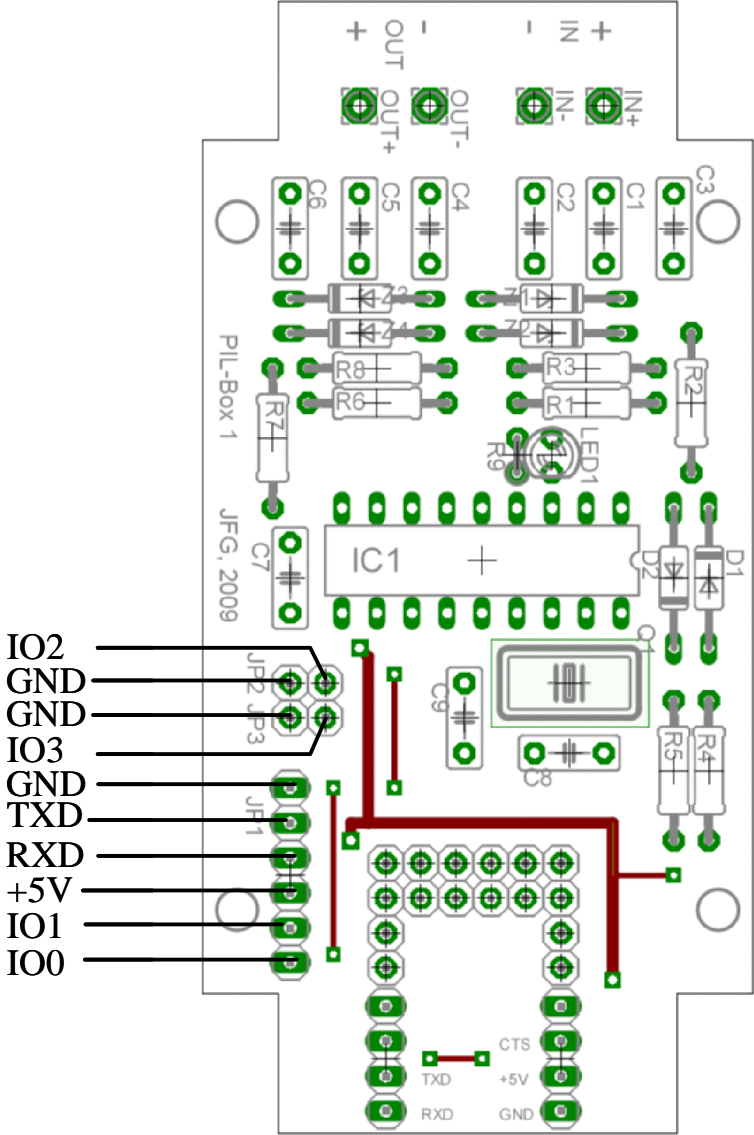 + OUT - - IN +
OUT+ OUT- IN- IN+
C6 C5 C4 C2 C1 C3
Z3 Z1
Z4 Z2
PIL-Box 1
R8 R3 R2
R7 R6 R1
R9 LED1
JFG, 2009
C7 IC1 D2 D1
IO2
GND JP2 Q1
GND JP3 C9
IO3
GND C8 R5 R4
TXD JP1
RXD
+5V
IO1
IO0
CTS
TXD +5V
RXD GND